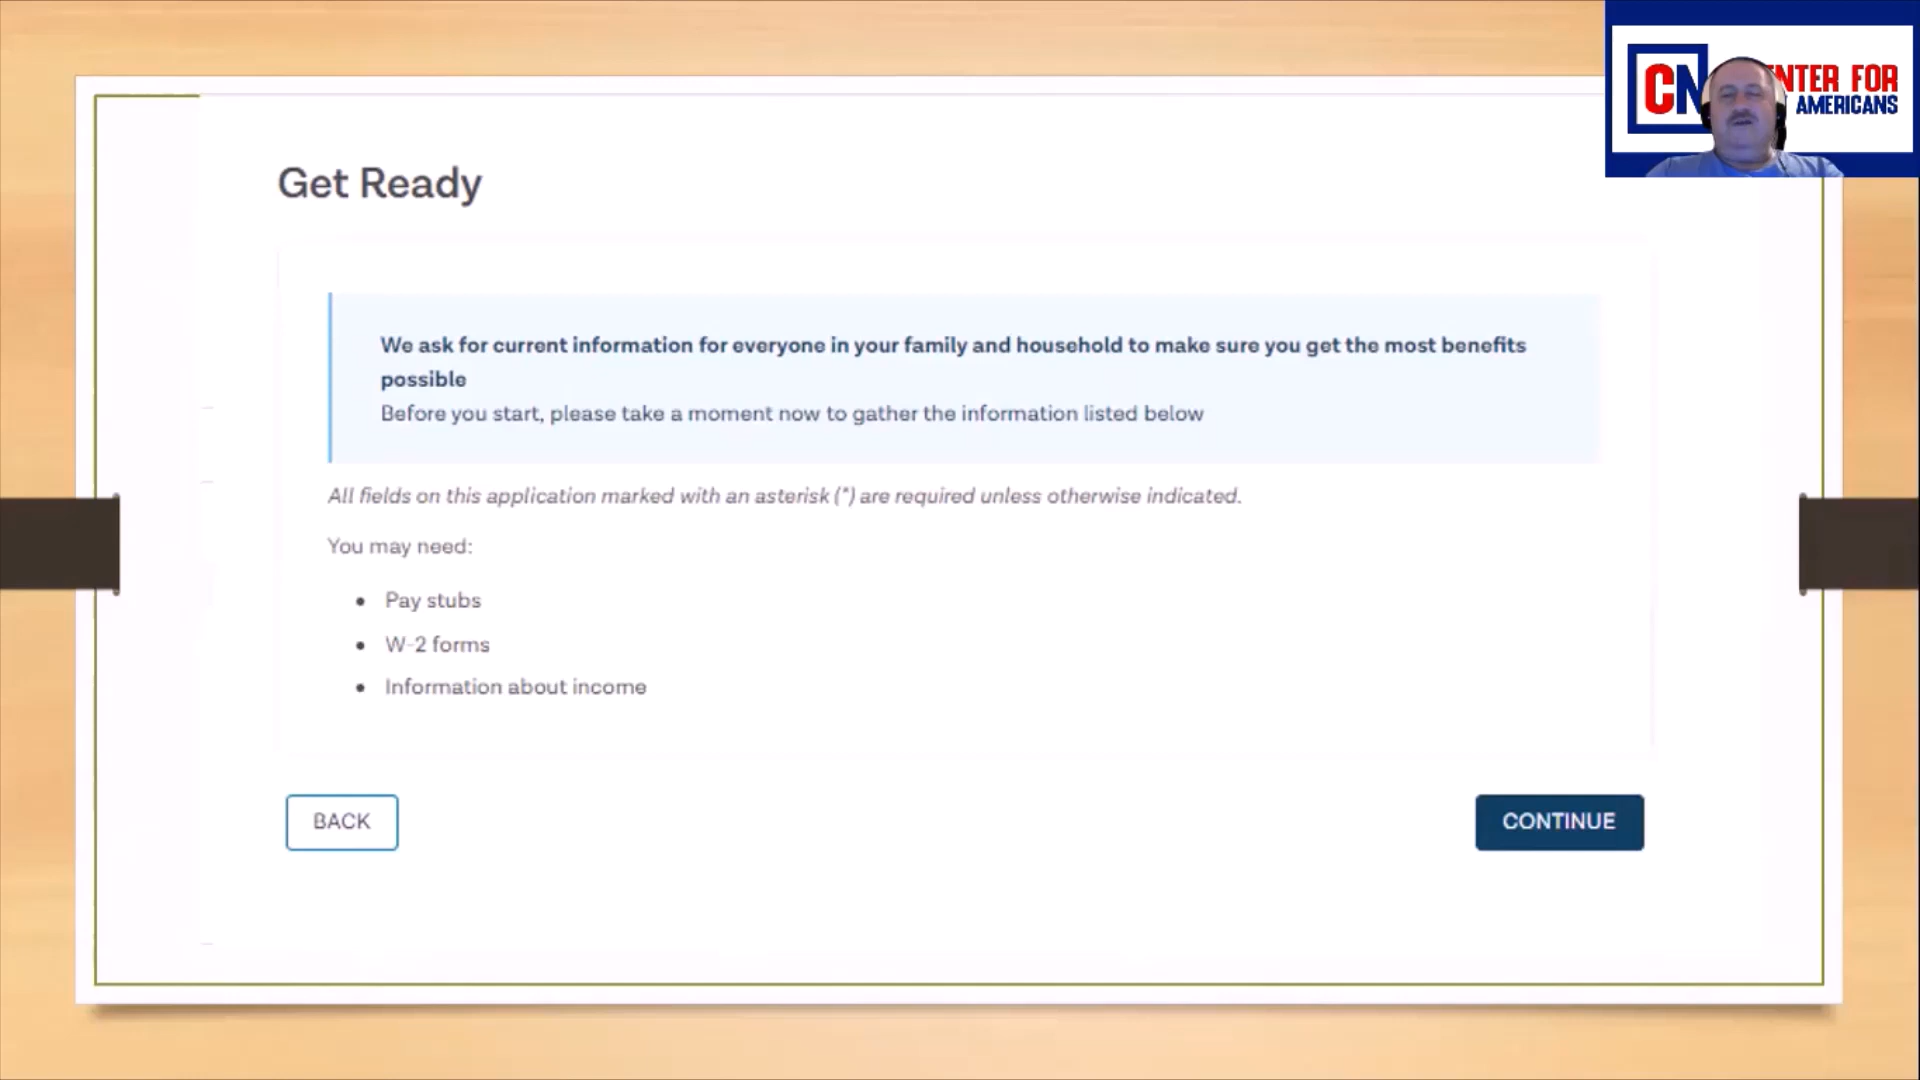 CN
ENTER FOR
AMERICANS
Get Ready
We ask for current information for everyone in your family and household to make sure you get the most benefits
possible
Before you start, please take a moment now to gather the information listed below
All fields on this application marked with an asterisk (*) are required unless otherwise indicated.
You may need:
• Pay stubs
• W-2 forms
• Information about income
BACK
CONTINUE